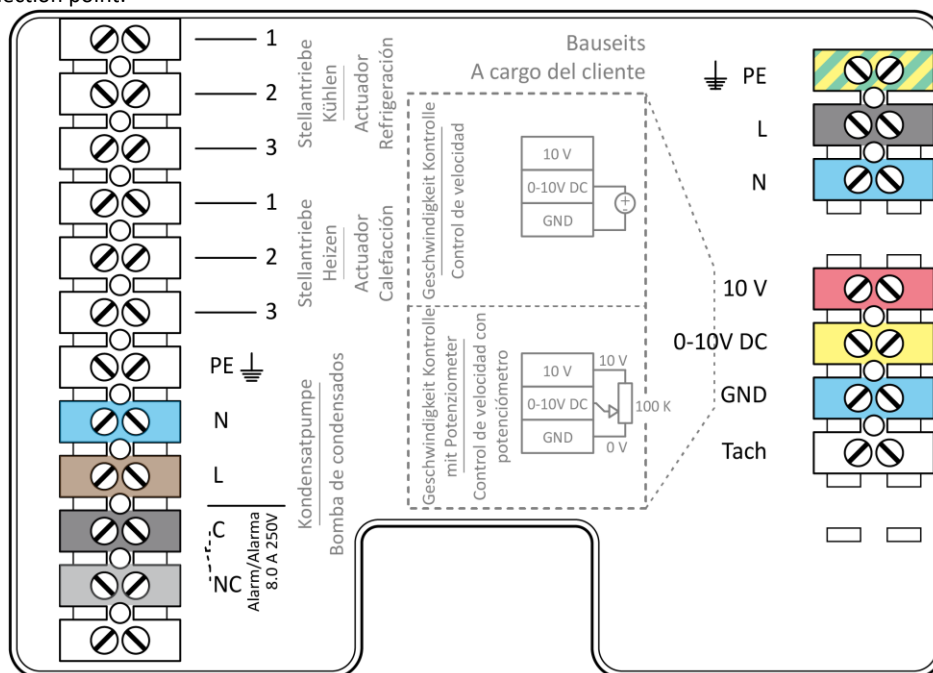 ection point.
1
2
3
Stellantriebe
Kühlen
Actuador
Refrigeración
1
2
3
Stellantriebe
Heizen
Actuador
Calefacción
PE
N
L
C
NC
Alarm/Alarma
8.0 A 250V
Kondensatpumpe
Bomba de condensados
Bauseits
A cargo del cliente
Geschwindigkeit Kontrolle
Control de velocidad
10 V
0-10V DC
GND
Geschwindigkeit Kontrolle
mit Potenziometer
Control de velocidad con
potenciómetro
10 V
0-10V DC
GND
10 V
100 K
0 V
PE
L
N
10 V
0-10V DC
GND
Tach